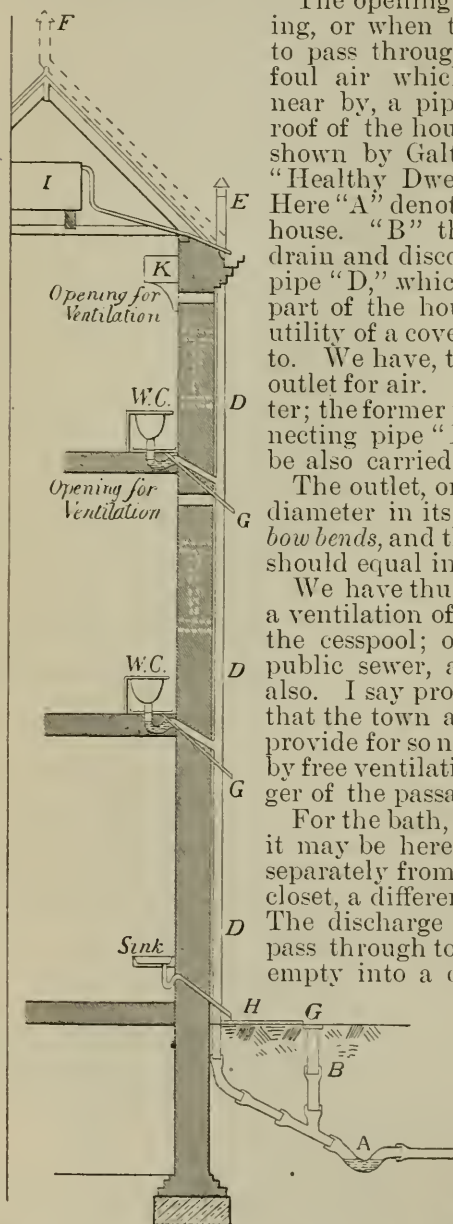 F
I
E
K
Opening for
Ventilation
D
W.C.
Opening for
Ventilation
G
W.C.
D
G
D
Sink
H
G
B
A
The opening
ing, or when t
to pass throug
foul air whic
near by, a pip
roof of the hou
shown by Galt
“Healthy Dwe
Here “A” denot
house. “B” th
drain and disco
pipe “D,” whic
part of the hou
utility of a cove
to. We have, t
outlet for air.
ter; the former
necting pipe “
be also carried
The outlet, or
diameter in its
bow bends, and t
should equal in
We have thu
a ventilation of
the cesspool; o
public sewer, a
also. I say pro
that the town a
provide for so n
by free ventilati
ger of the passa
For the bath,
it may be here
separately from
closet, a differe
The discharge
pass through to
empty into a c